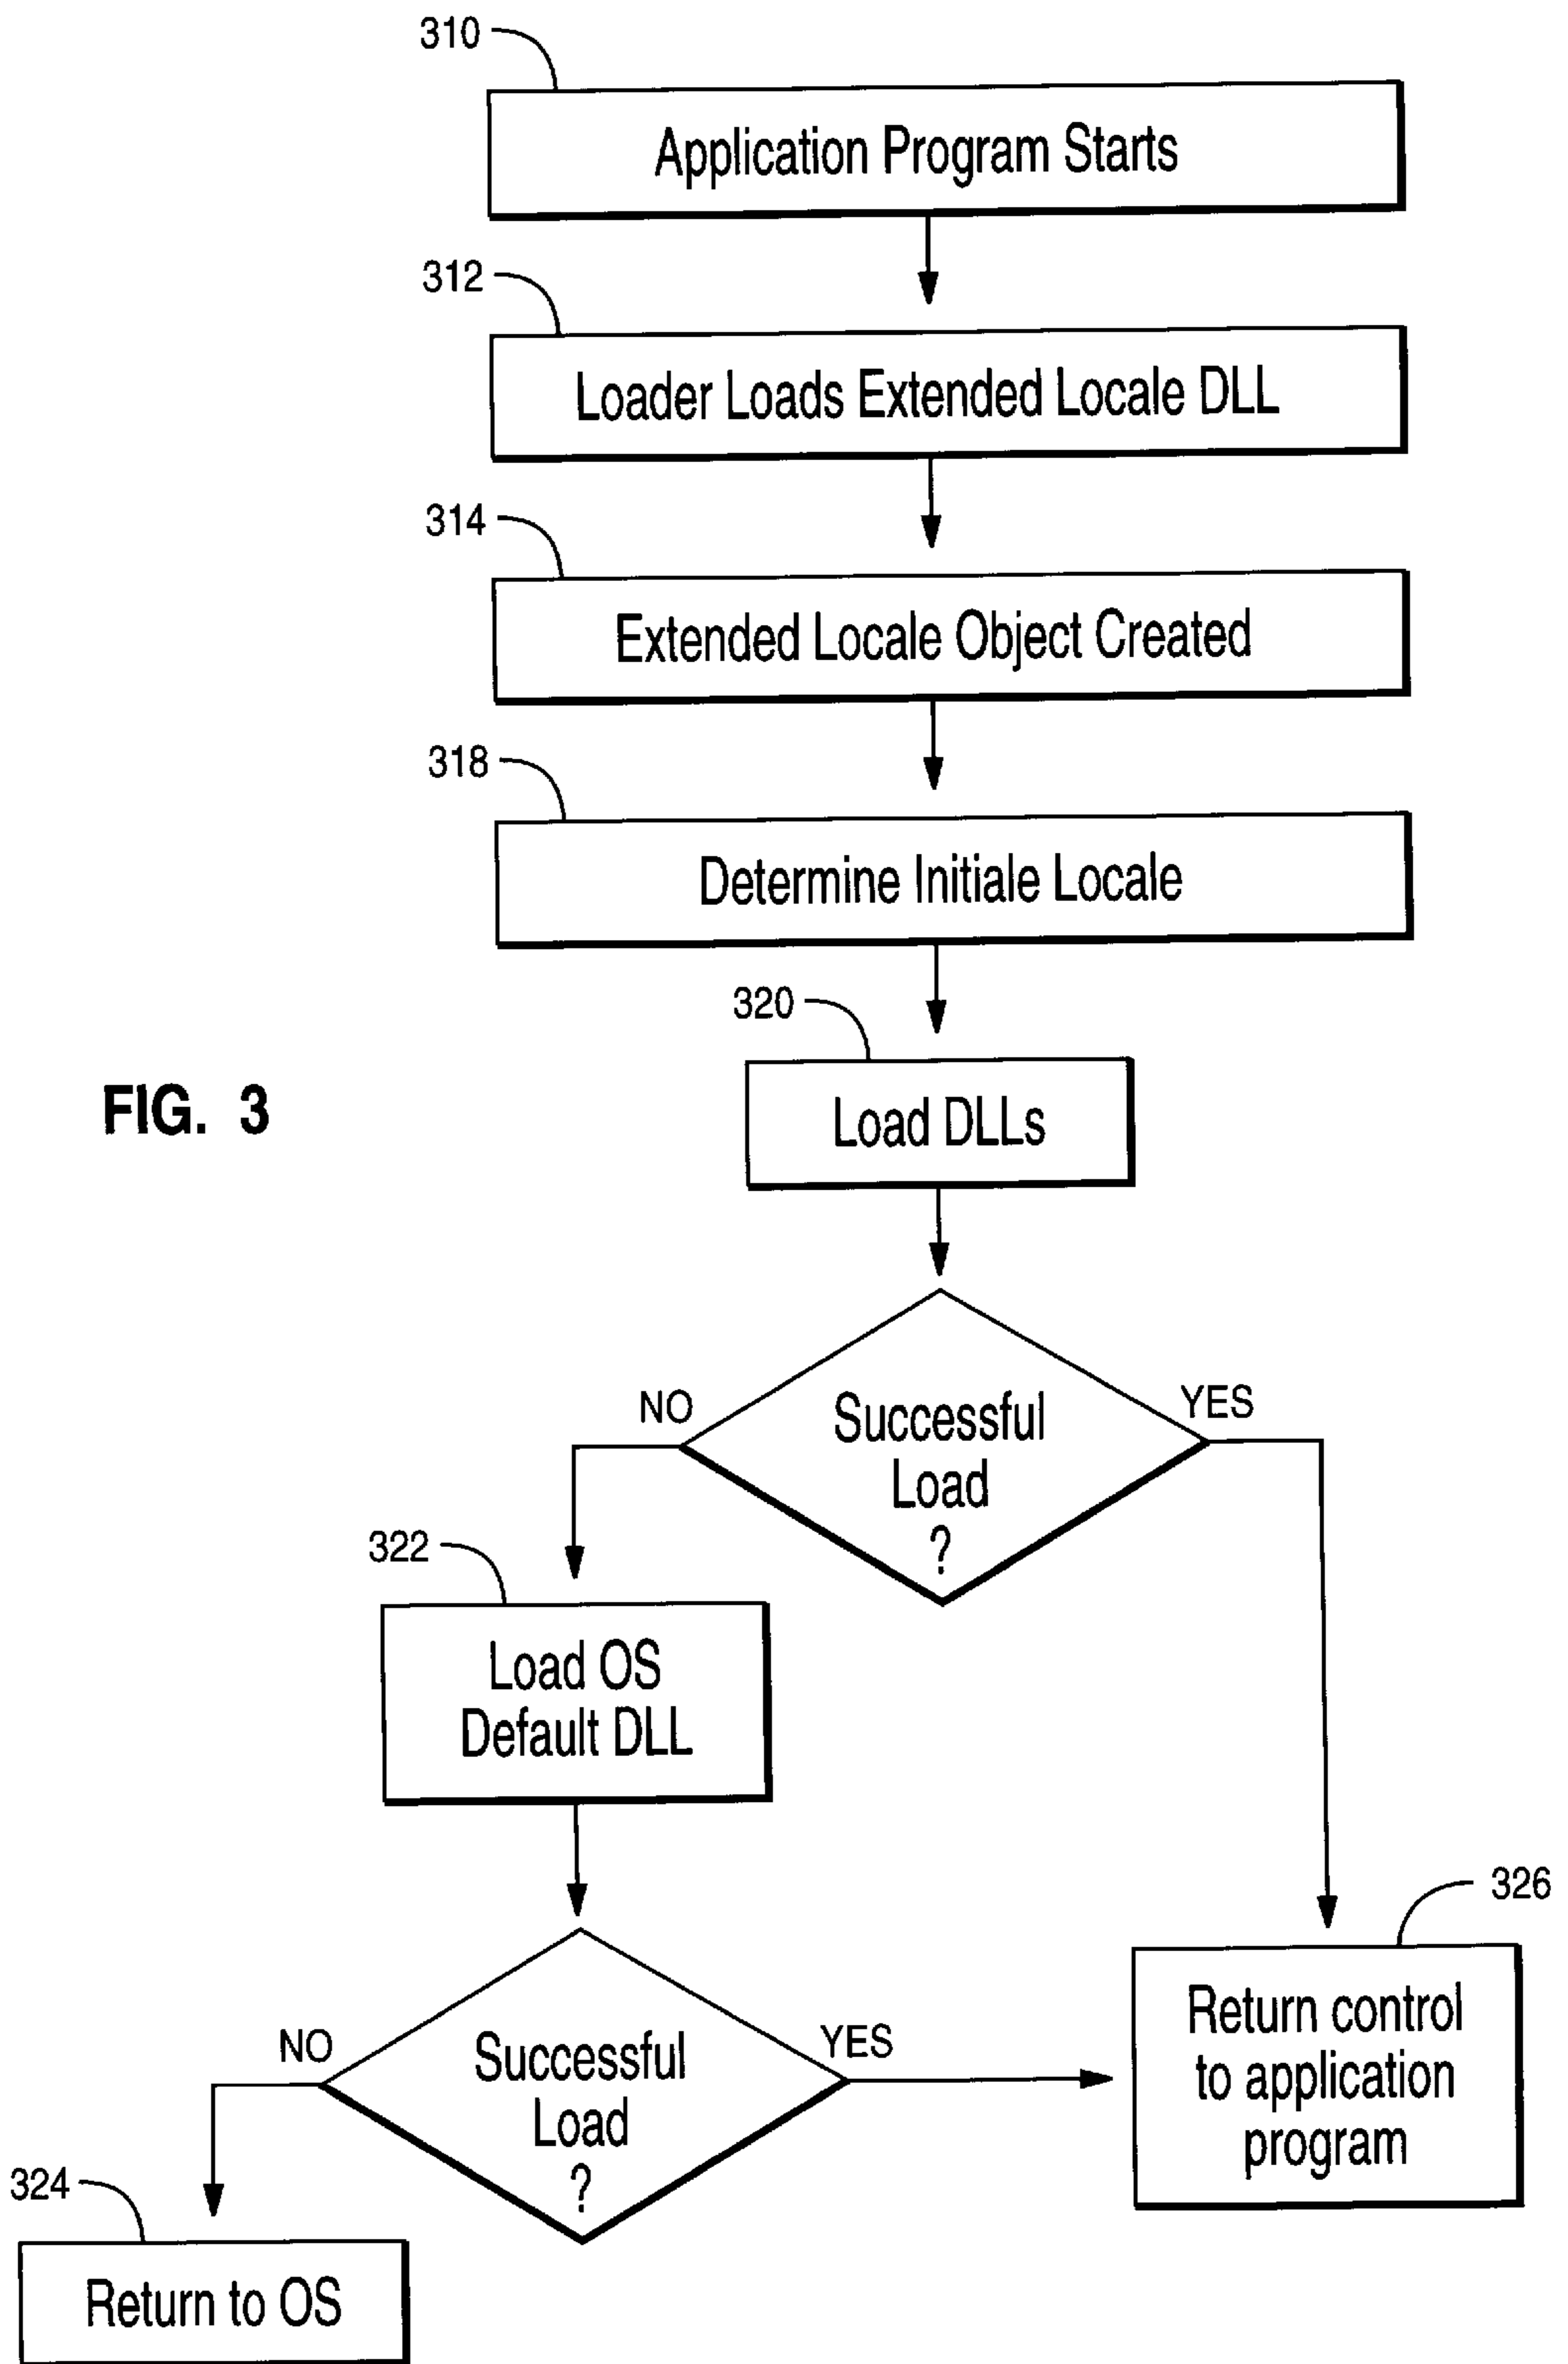 310
Application Program Starts
312
Loader Loads Extended Locale DLL
314
Extended Locale Object Created
318
Determine Initiale Locale
320
Load DLLs
FIG. 3
NO
YES
Successful
Load
?
322
Load OS
Default DLL
326
Return control
to application
program
NO
YES
Successful
Load
?
324
Return to OS